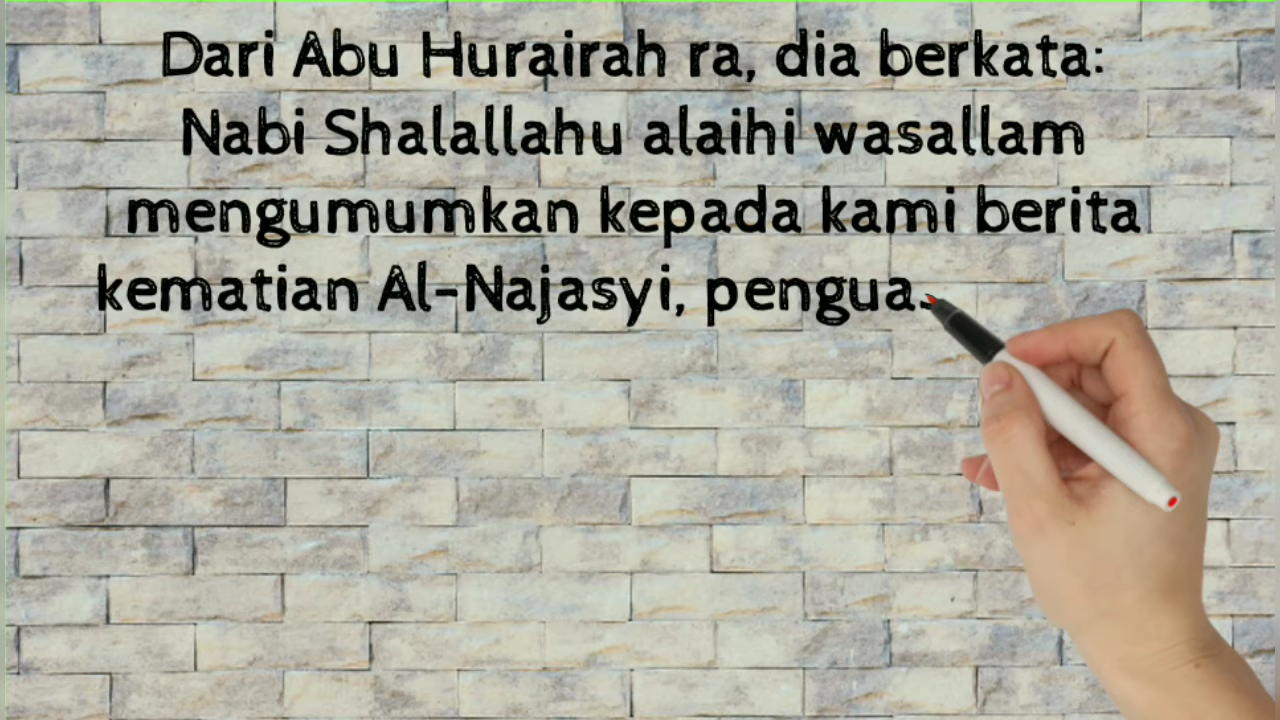 Dari Abu Hurairah ra, dia berkata:
Nabi Shalallahu alaihi wasallam
mengumumkan kepada kami berita
kematian Al-Najasyi, pengua